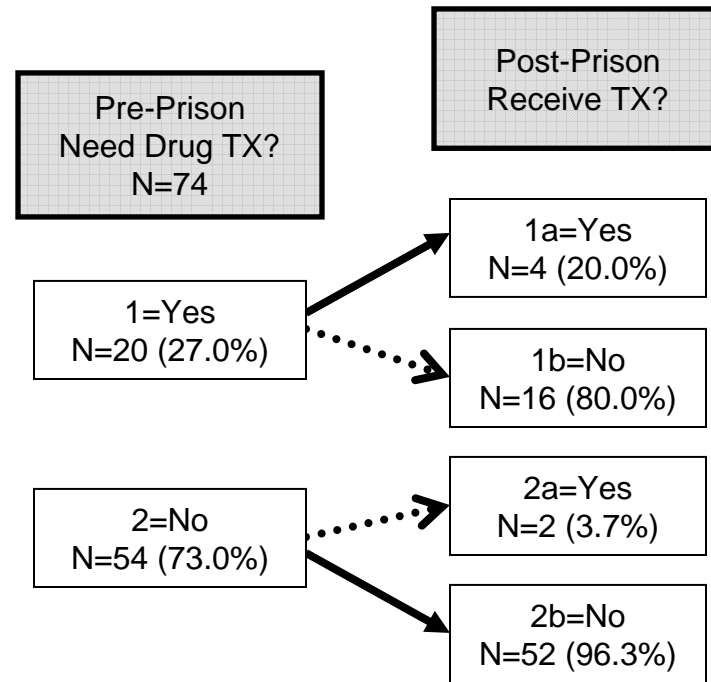 Pre-Prison
Need Drug TX?
N=74
Post-Prison
Receive TX?
1=Yes
N=20 (27.0%)
1a=Yes
N=4 (20.0%)
1b=No
N=16 (80.0%)
2=No
N=54 (73.0%)
2a=Yes
N=2 (3.7%)
2b=No
N=52 (96.3%)